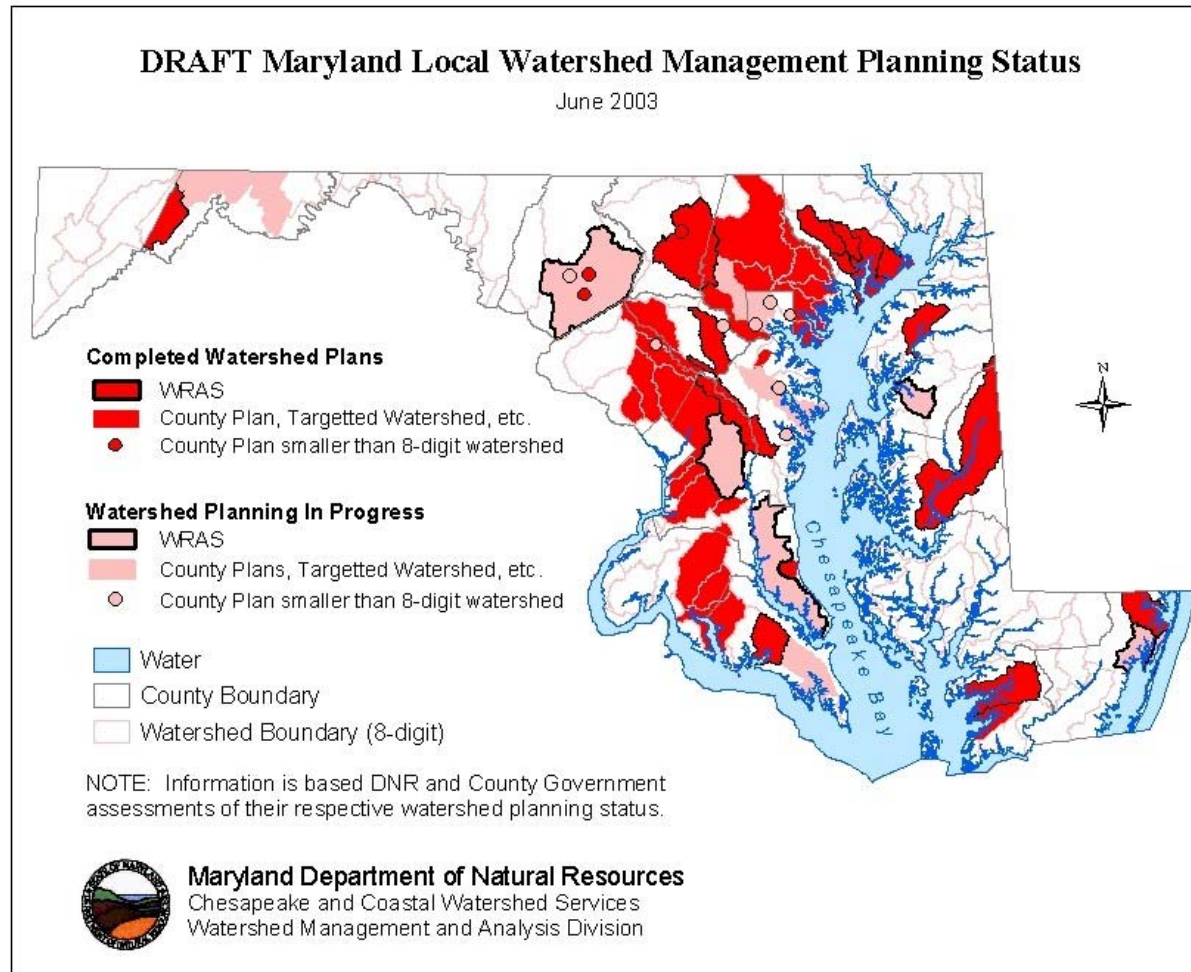 DRAFT Maryland Local Watershed Management Planning Status
June 2003
Completed Watershed Plans
WRAS
County Plan, Targetted Watershed, etc.
County Plan smaller than 8-digit watershed
Watershed Planning In Progress
WRAS
County Plans, Targetted Watershed, etc.
County Plan smaller than 8-digit watershed
Water
County Boundary
Watershed Boundary (8-digit)
NOTE: Information is based DNR and County Government
assessments of their respective watershed planning status.
Maryland Department of Natural Resources
Chesapeake and Coastal Watershed Services
Watershed Management and Analysis Division
Chesapeake Bay
N